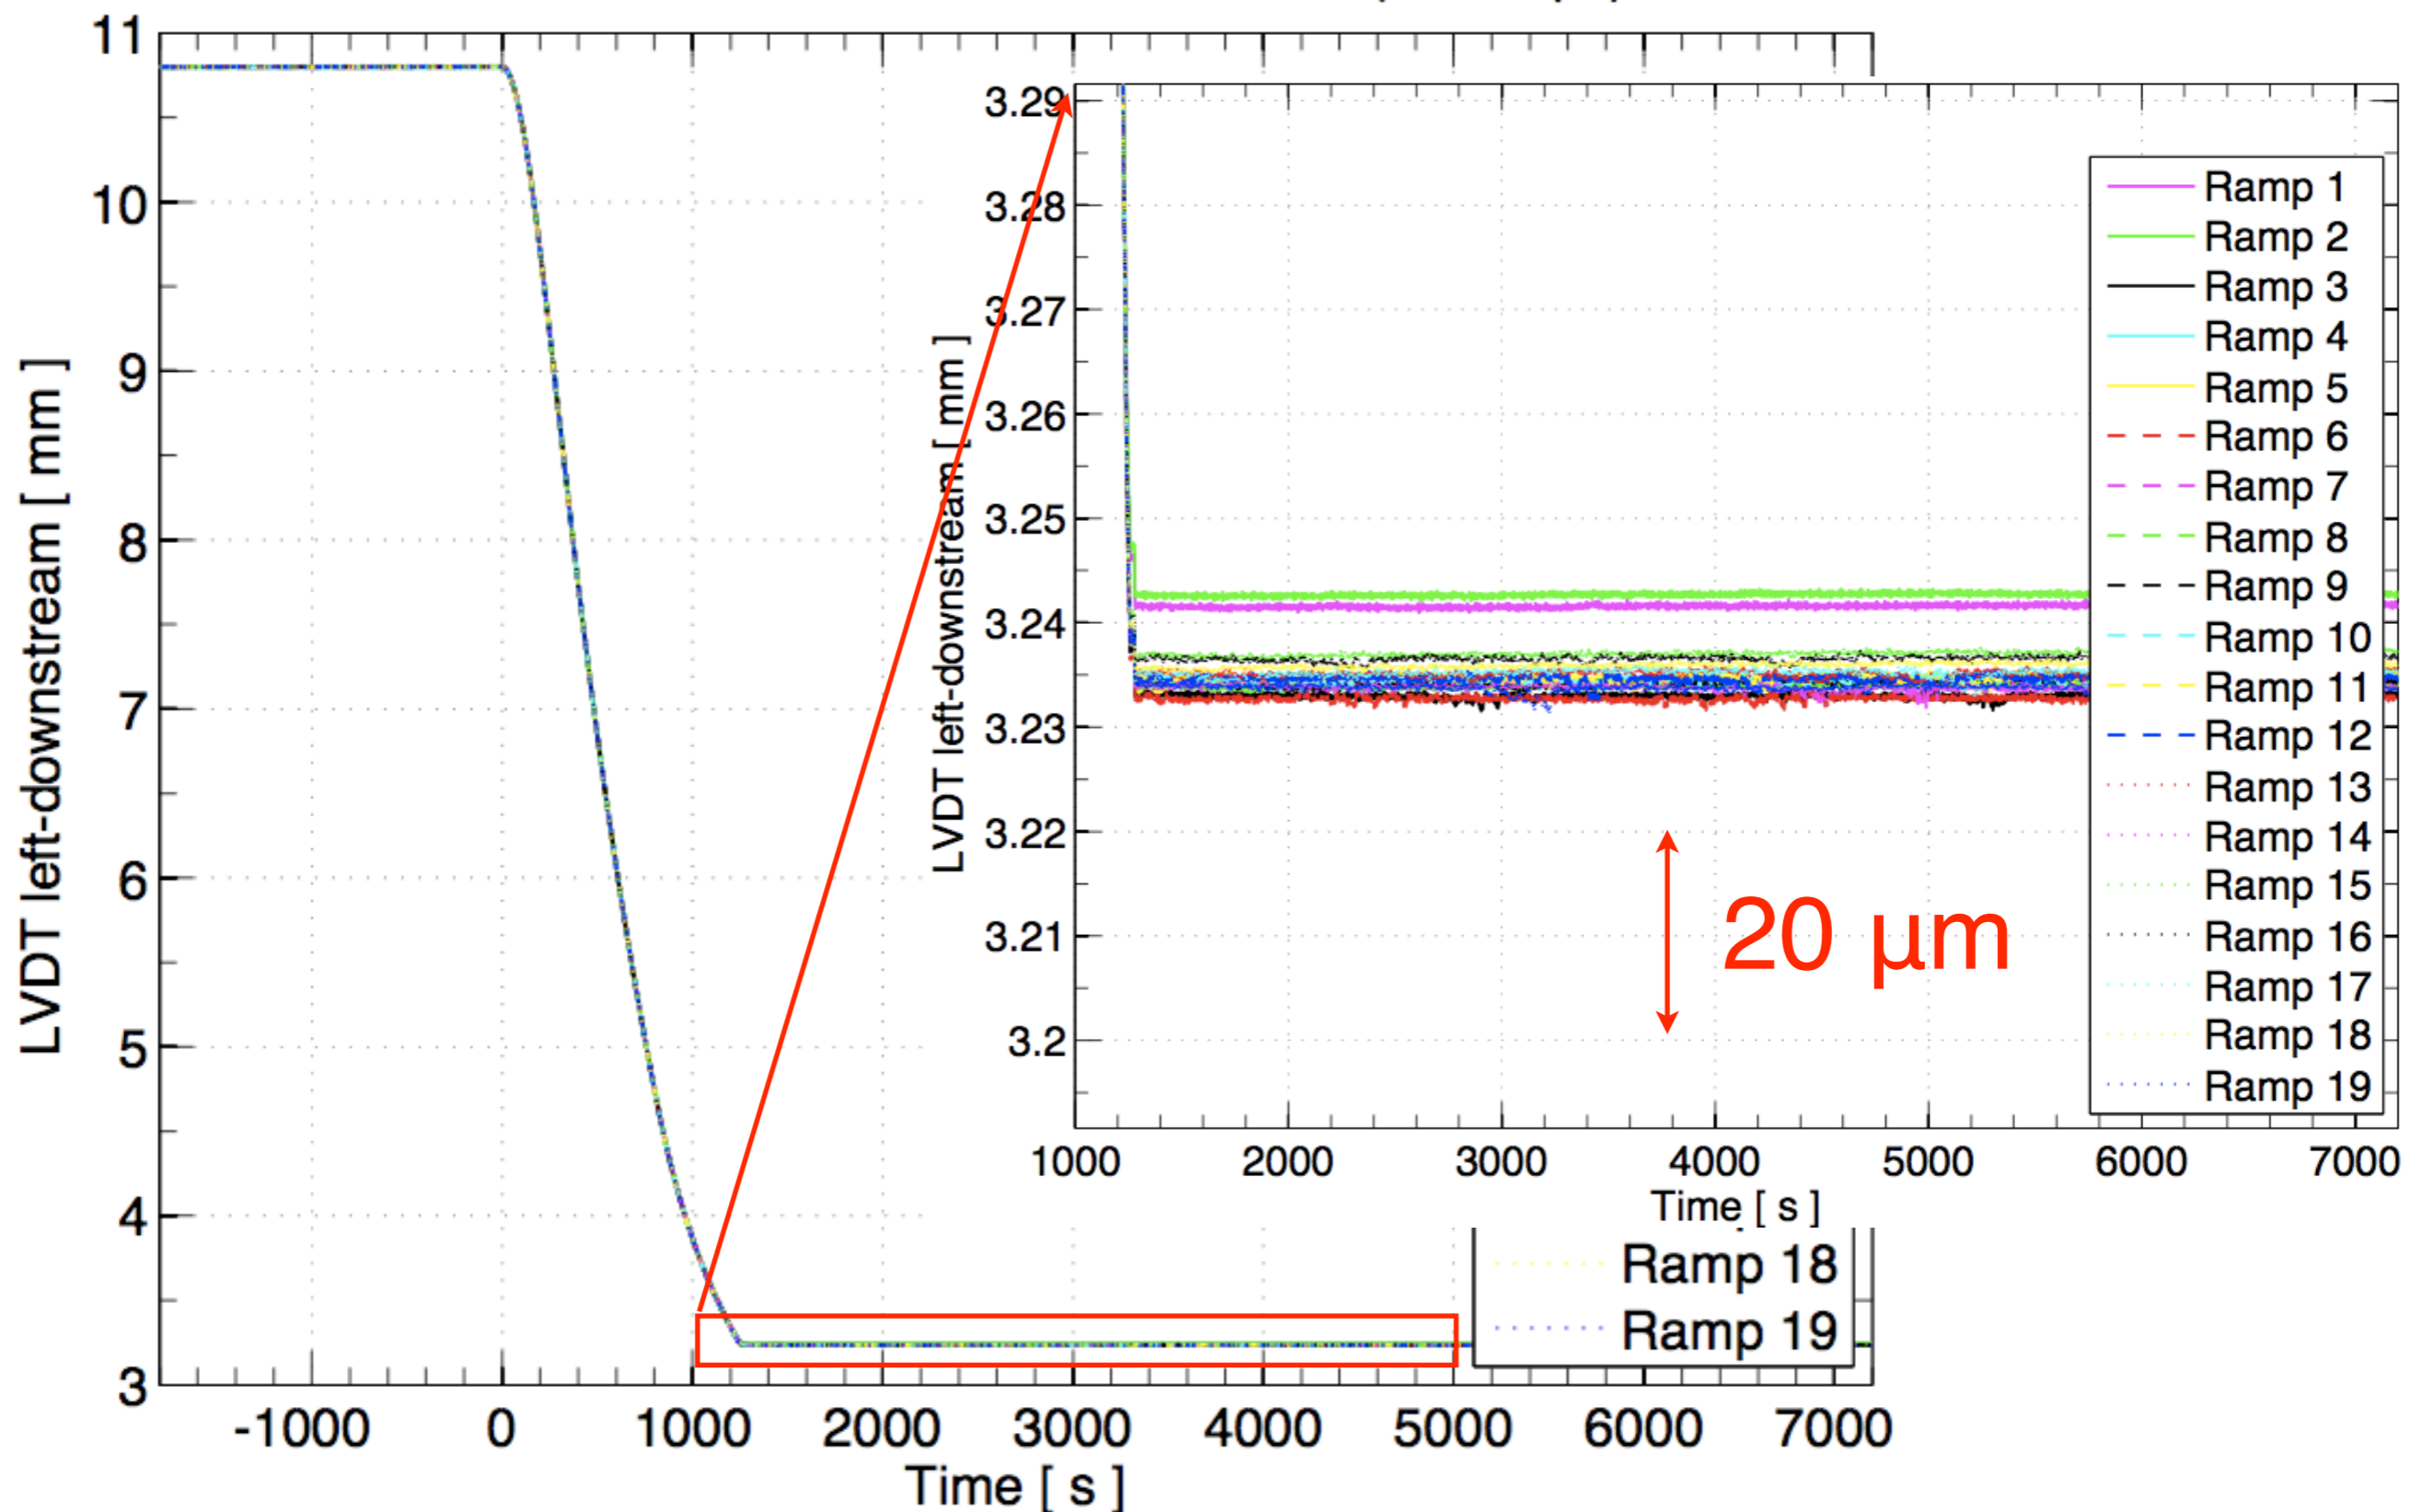 11
10
9
8
7
6
5
4
3
LVDT left-downstream [ mm ]
-1000
0
1000
2000
3000
4000
5000
6000
7000
Time [ s ]
3.29
3.28
3.27
3.26
3.25
3.24
3.23
3.22
3.21
3.2
LVDT left-downstream [ mm ]
1000
2000
3000
4000
5000
6000
7000
Time [ s ]
20 µm
Ramp 1
Ramp 2
Ramp 3
Ramp 4
Ramp 5
Ramp 6
Ramp 7
Ramp 8
Ramp 9
Ramp 10
Ramp 11
Ramp 12
Ramp 13
Ramp 14
Ramp 15
Ramp 16
Ramp 17
Ramp 18
Ramp 19
Ramp 18
Ramp 19